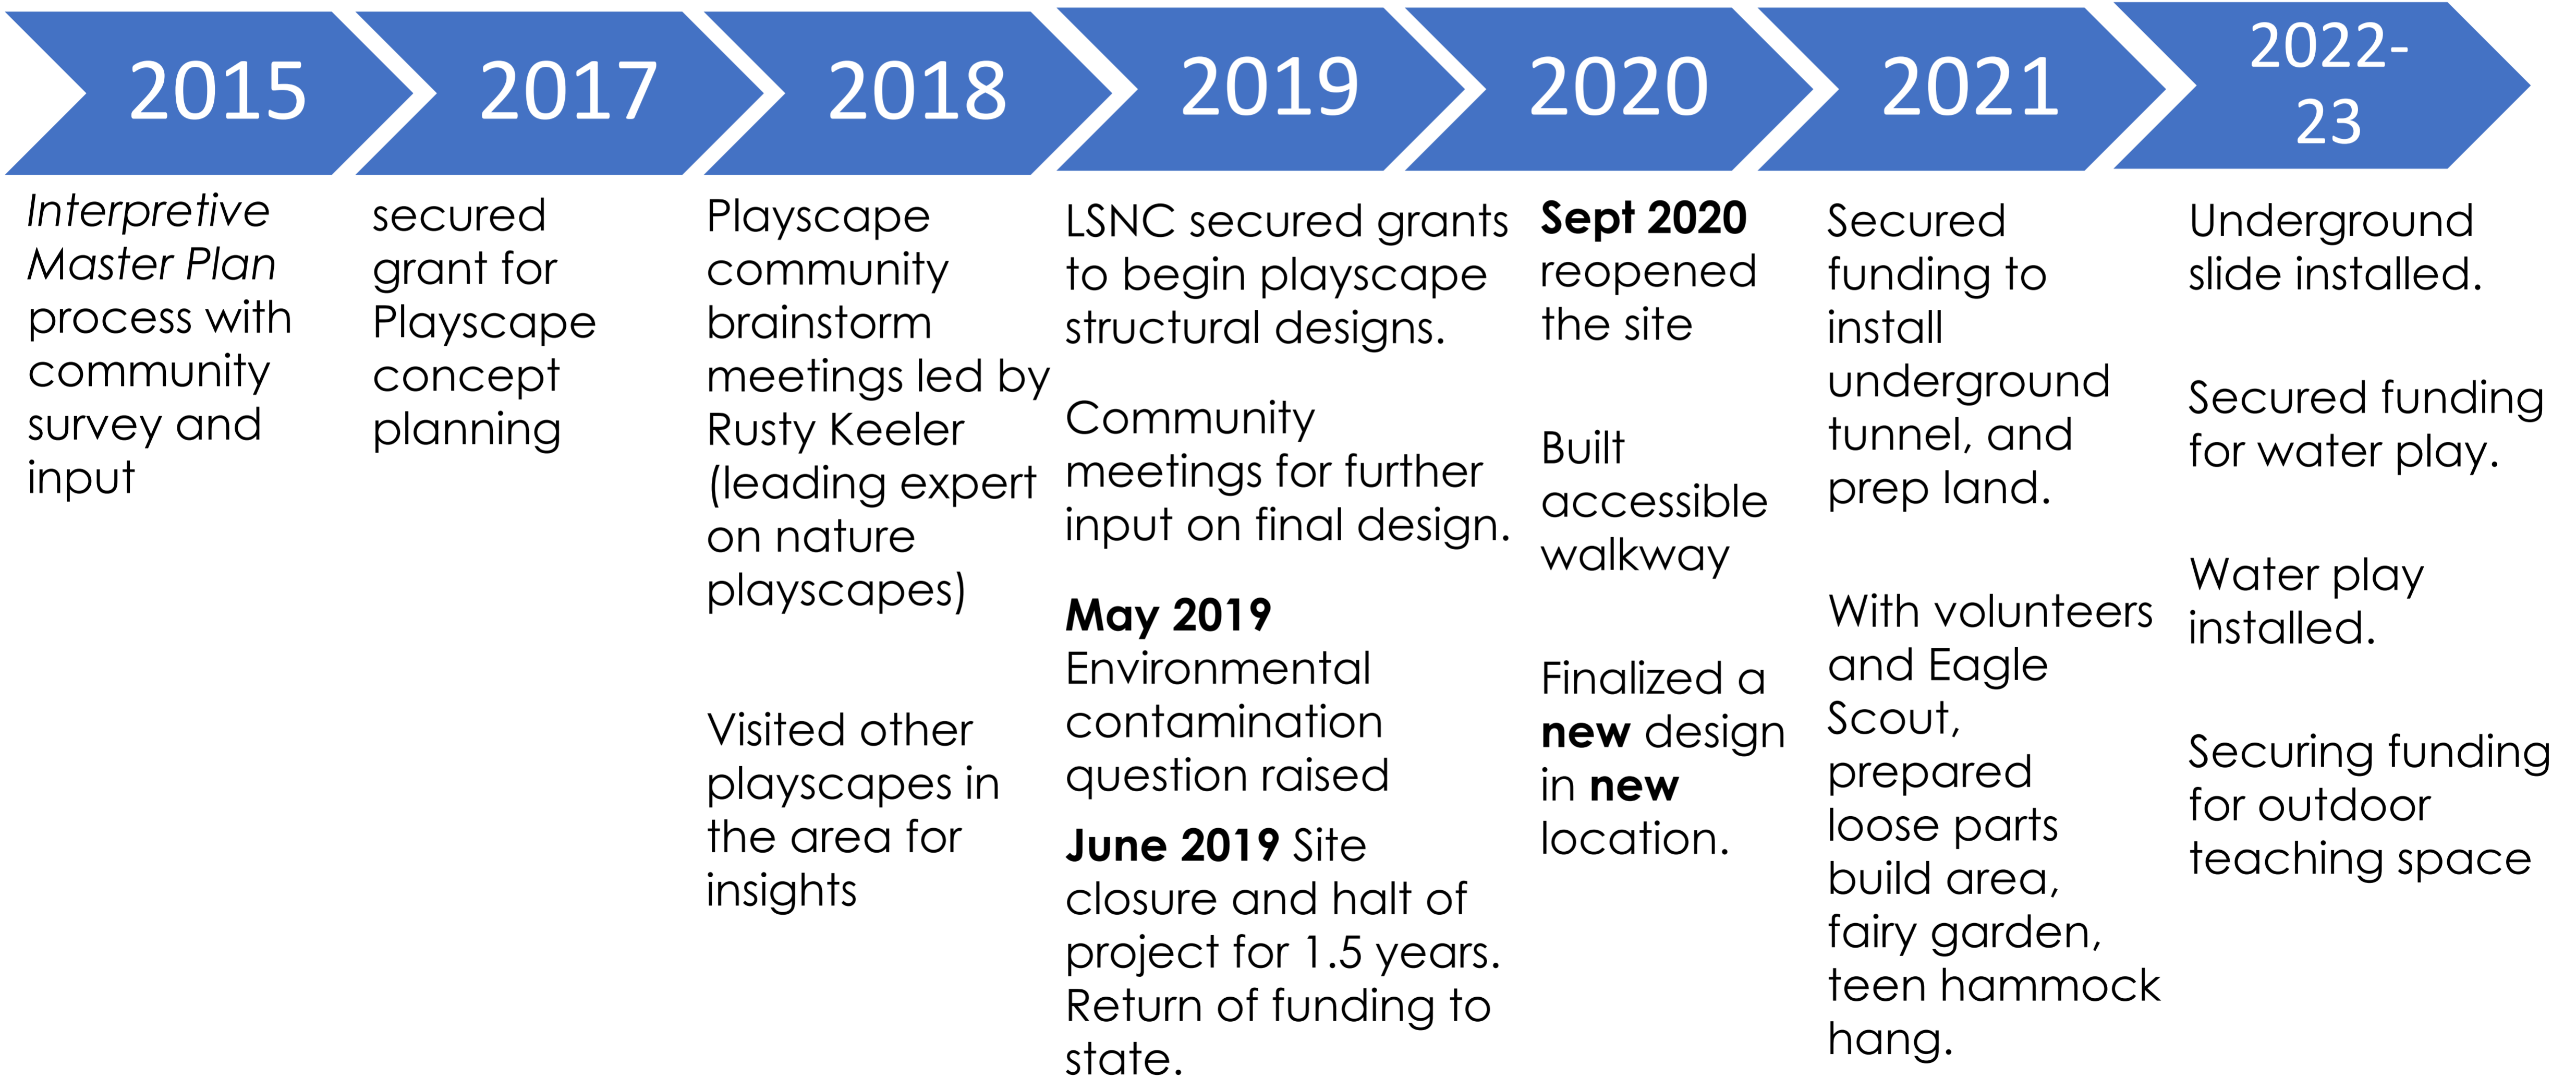 2015
Interpretive
Master Plan
process with
community
survey and
input
2017
secured
grant for
Playscape
concept
planning
2018
Playscape
community
brainstorm
meetings led by
Rusty Keeler
(leading expert
on nature
playscapes)
Visited other
playscapes in
the area for
insights
2019
LSNC secured grants
to begin playscape
structural designs.
Community
meetings for further
input on final design.
May 2019
Environmental
contamination
question raised
June 2019 Site
closure and halt of
project for 1.5 years.
Return of funding to
state.
2020
Sept 2020
reopened
the site
Built
accessible
walkway
Finalized a
new design
in new
location.
2021
Secured
funding to
install
underground
tunnel, and
prep land.
With volunteers
and Eagle
Scout,
prepared
loose parts
build area,
fairy garden,
teen hammock
hang.
2022-
23
Underground
slide installed.
Secured funding
for water play.
Water play
installed.
Securing funding
for outdoor
teaching space